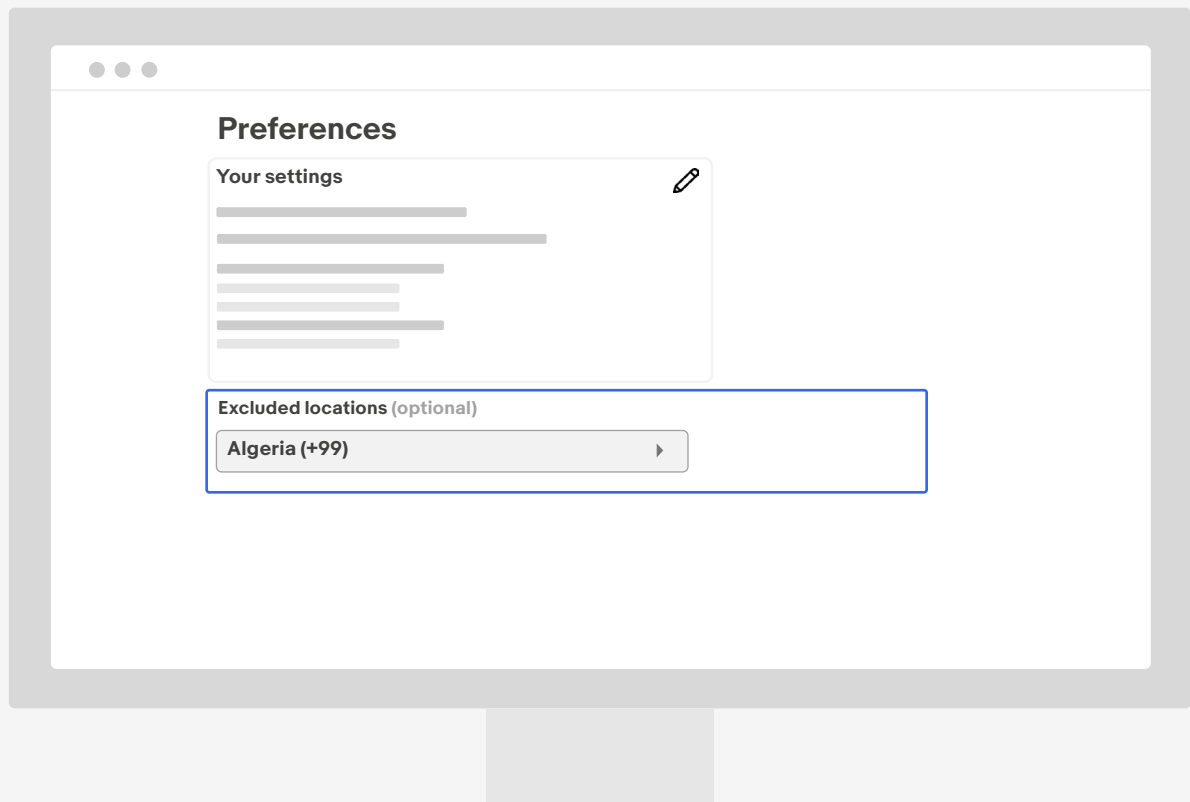 Preferences
Your settings
Excluded locations (optional)
Algeria (+99)